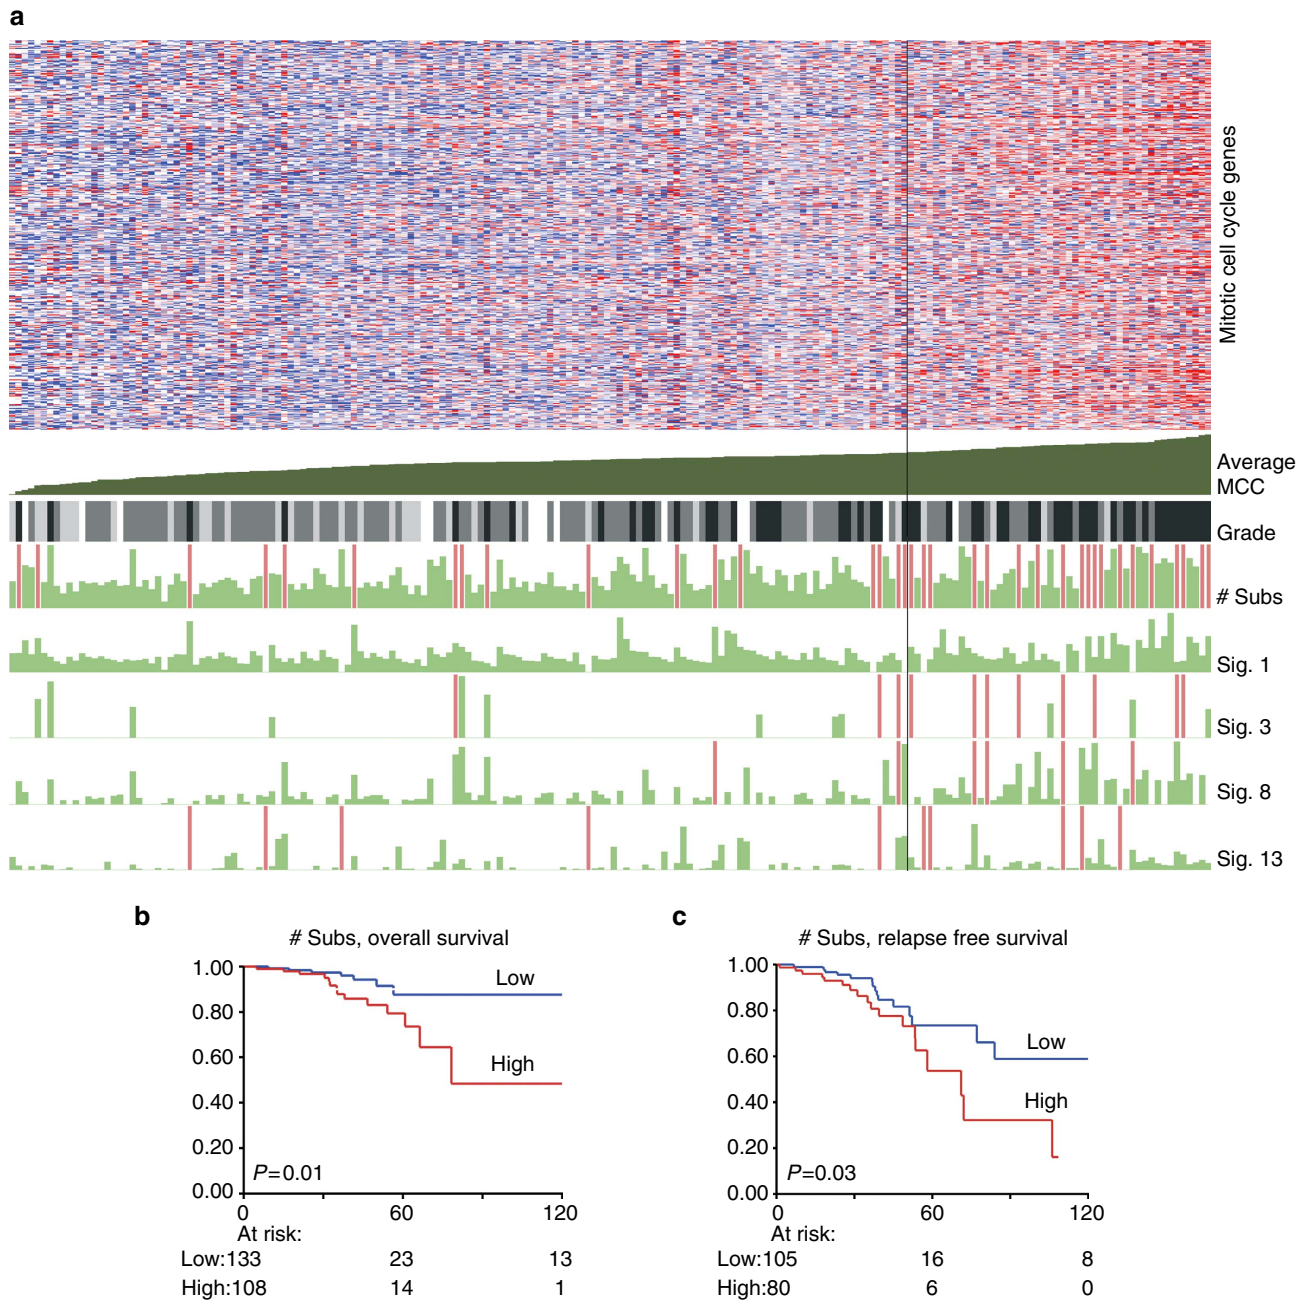 a
Mitotic cell cycle genes
Average
MCC
Grade
# Subs
Sig. 1
Sig. 3
Sig. 8
Sig. 13
b
# Subs, overall survival
1.00
0.80
0.60
0.40
0.20
0.00
Low
High
P=0.01
0 60 120
At risk:
Low:133 23 13
High:108 14 1
c
# Subs, relapse free survival
1.00
0.80
0.60
0.40
0.20
0.00
Low
High
P=0.03
0 60 120
At risk:
Low:105 16 8
High:80 6 0